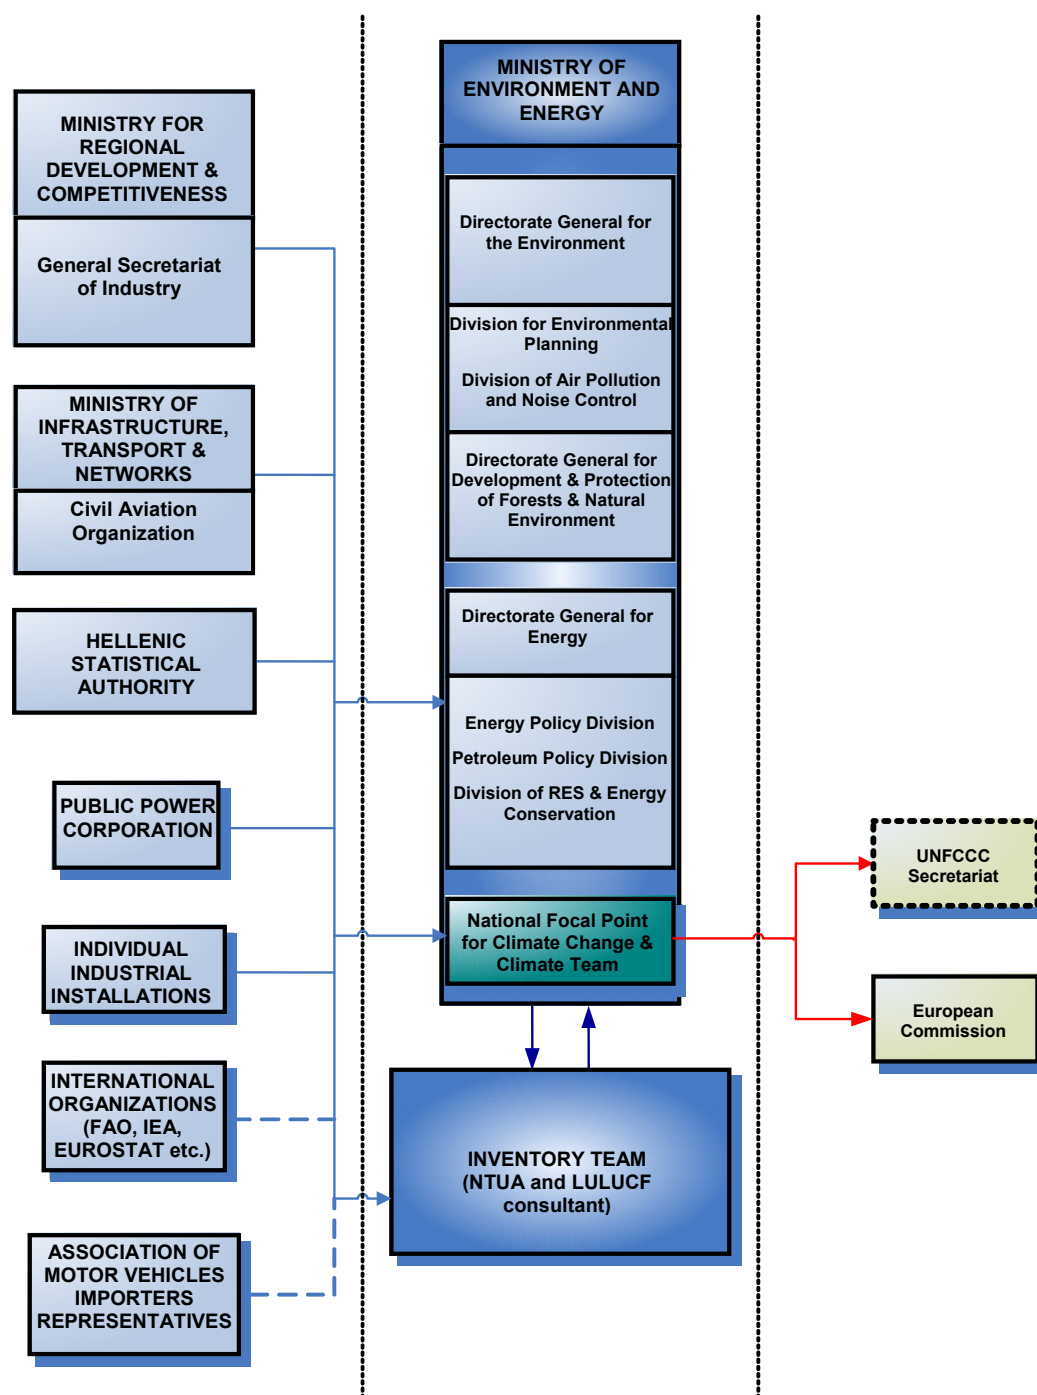 MINISTRY FOR
REGIONAL
DEVELOPMENT &
COMPETITIVENESS
General Secretariat
of Industry
MINISTRY OF
INFRASTRUCTURE,
TRANSPORT &
NETWORKS
Civil Aviation
Organization
HELLENIC
STATISTICAL
AUTHORITY
PUBLIC POWER
CORPORATION
INDIVIDUAL
INDUSTRIAL
INSTALLATIONS
INTERNATIONAL
ORGANIZATIONS
(FAO, IEA,
EUROSTAT etc.)
ASSOCIATION OF
MOTOR VEHICLES
IMPORTERS
REPRESENTATIVES
MINISTRY OF
ENVIRONMENT AND
ENERGY
Directorate General for
the Environment
Division for Environmental
Planning
Division of Air Pollution
and Noise Control
Directorate General for
Development & Protection
of Forests & Natural
Environment
Directorate General for
Energy
Energy Policy Division
Petroleum Policy Division
Division of RES & Energy
Conservation
National Focal Point
for Climate Change &
Climate Team
INVENTORY TEAM
(NTUA and LULUCF
consultant)
UNFCCC
Secretariat
European
Commission